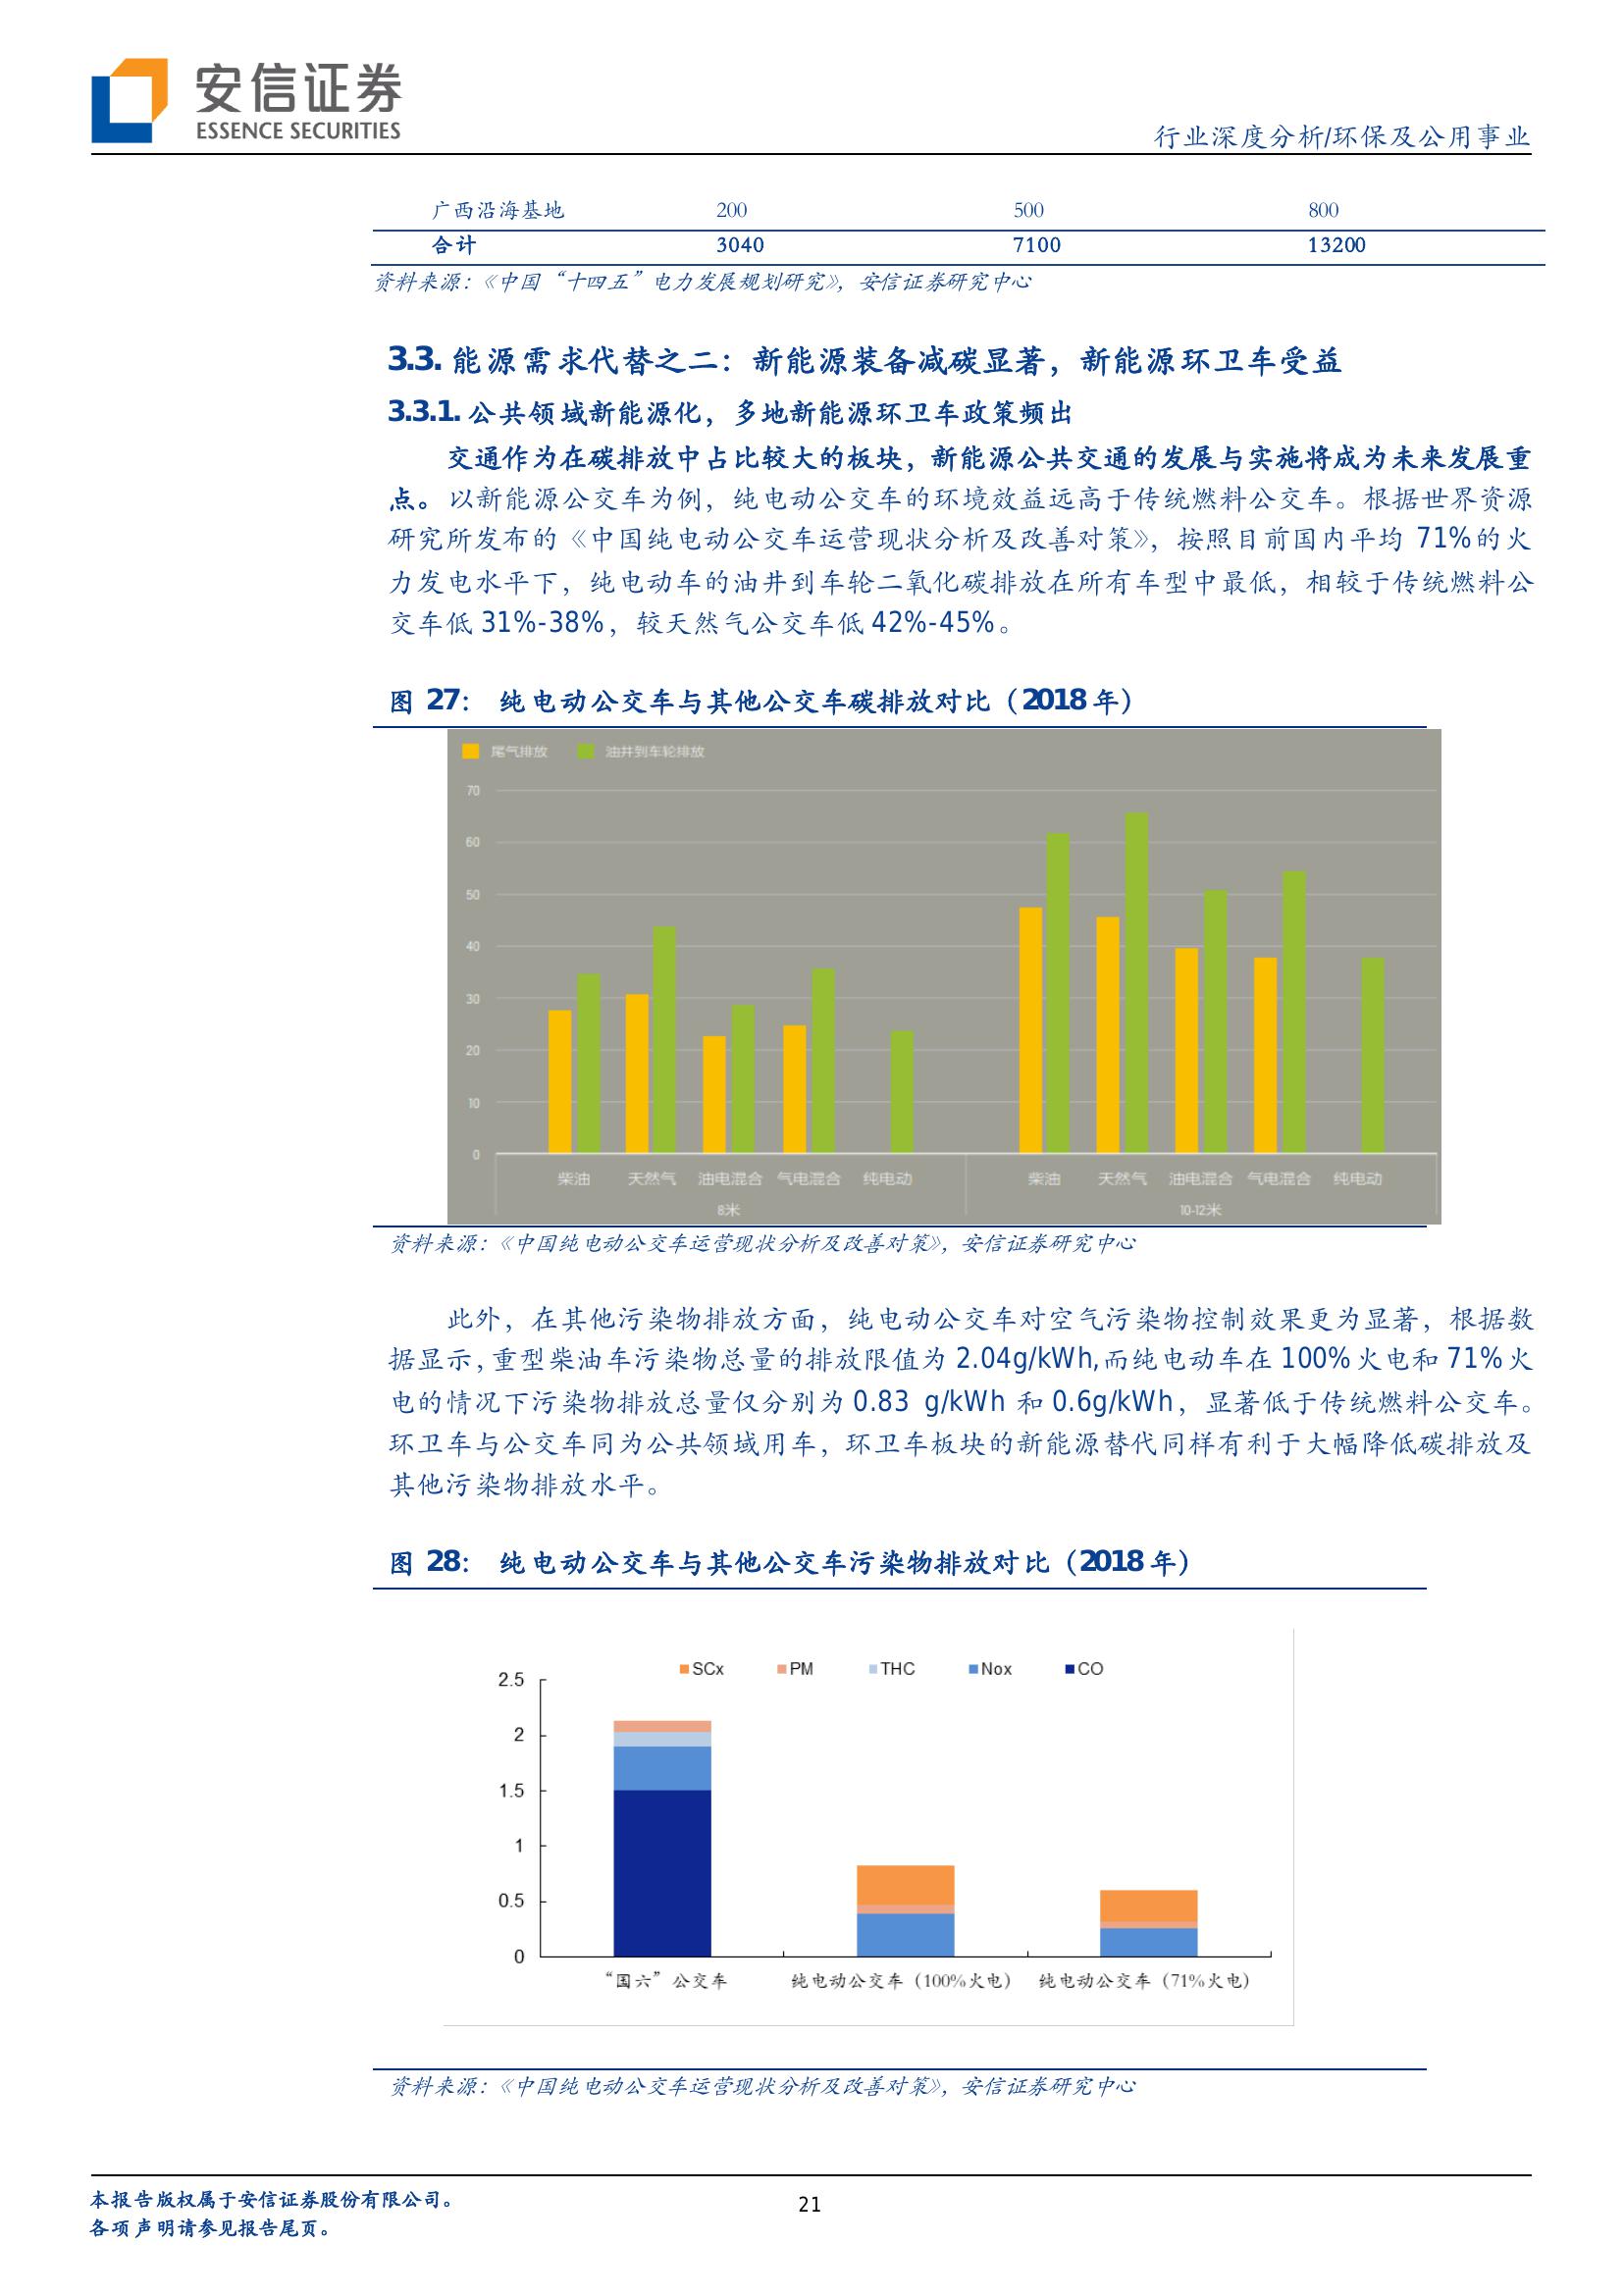 安信证券
ESSENCE SECURITIES
行业深度分析/环保及公用事业
广西沿海基地 200 500 800
合计 3040 7100 13200
资料来源：《中国“十四五”电力发展规划研究》，安信证券研究中心
3.3. 能源需求代替之二：新能源装备减碳显著，新能源环卫车受益
3.3.1. 公共领域新能源化，多地新能源环卫车政策频出
交通作为在碳排放中占比较大的板块，新能源公共交通的发展与实施将成为未来发展重
点。以新能源公交车为例，纯电动公交车的环境效益远高于传统燃料公交车。根据世界资源
研究所发布的《中国纯电动公交车运营现状分析及改善对策》，按照目前国内平均 71%的火
力发电水平下，纯电动车的油井到车轮二氧化碳排放在所有车型中最低，相较于传统燃料公
交车低 31%-38%，较天然气公交车低 42%-45%。
图 27： 纯电动公交车与其他公交车碳排放对比（2018 年）
尾气排放 油井到车轮排放
70
60
50
40
30
20
10
0
柴油 天然气 油电混合 气电混合 纯电动 柴油 天然气 油电混合 气电混合 纯电动
8米 10-12米
资料来源：《中国纯电动公交车运营现状分析及改善对策》，安信证券研究中心
此外，在其他污染物排放方面，纯电动公交车对空气污染物控制效果更为显著，根据数
据显示，重型柴油车污染物总量的排放限值为 2.04g/kWh,而纯电动车在 100%火电和 71%火
电的情况下污染物排放总量仅分别为 0.83 g/kWh 和 0.6g/kWh，显著低于传统燃料公交车。
环卫车与公交车同为公共领域用车，环卫车板块的新能源替代同样有利于大幅降低碳排放及
其他污染物排放水平。
图 28： 纯电动公交车与其他公交车污染物排放对比（2018 年）
SCx PM THC Nox CO
2.5
2
1.5
1
0.5
0
“国六”公交车 纯电动公交车（100%火电） 纯电动公交车（71%火电）
资料来源：《中国纯电动公交车运营现状分析及改善对策》，安信证券研究中心
本报告版权属于安信证券股份有限公司。
各项声明请参见报告尾页。
21